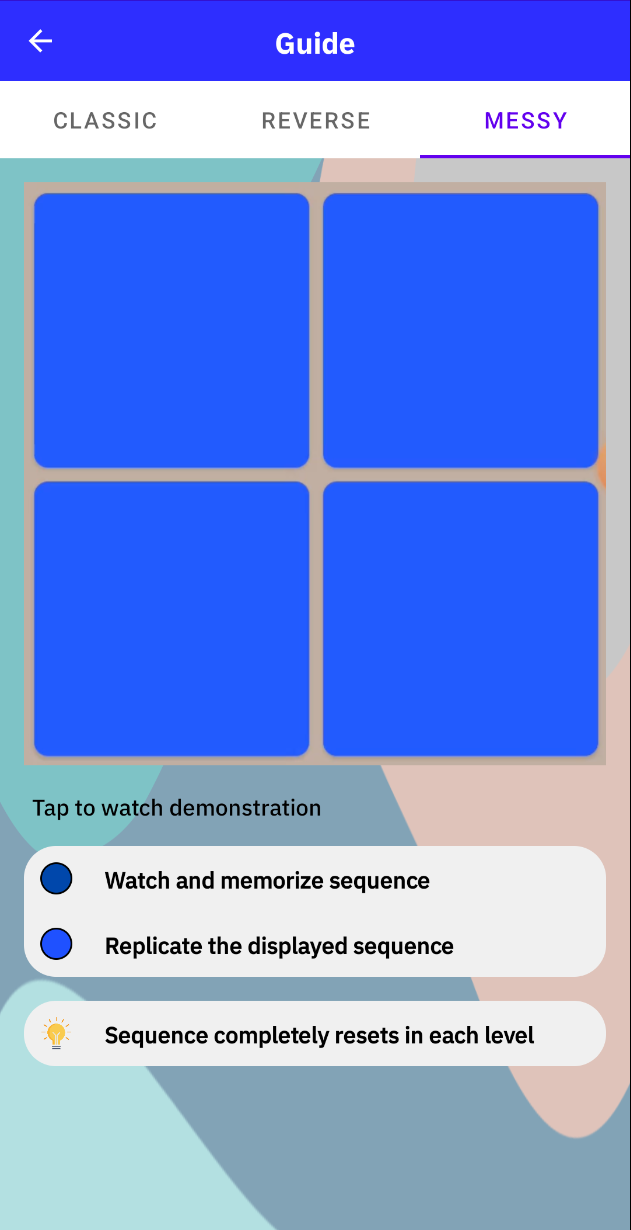 Guide
CLASSIC REVERSE MESSY
Tap to watch demonstration
Watch and memorize sequence
Replicate the displayed sequence
Sequence completely resets in each level